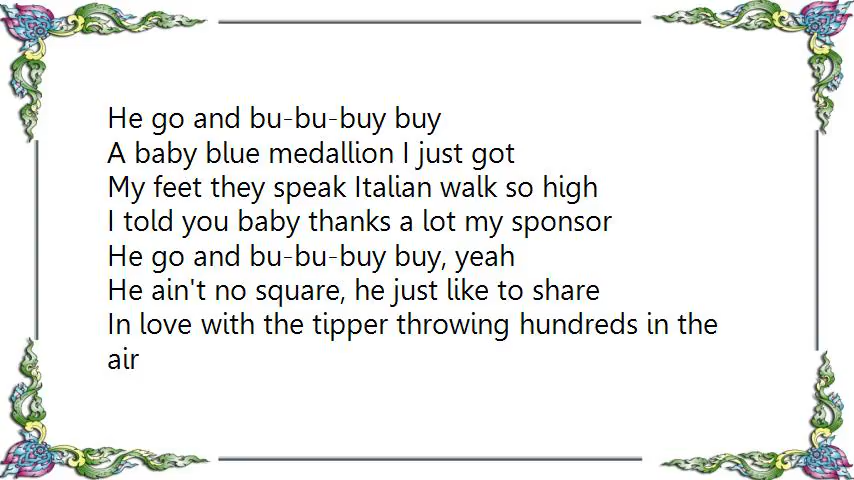 He go and bu-bu-buy buy
A baby blue medallion I just got
My feet they speak Italian walk so high
I told you baby thanks a lot my sponsor
He go and bu-bu-buy buy, yeah
He ain't no square, he just like to share
In love with the tipper throwing hundreds in the
air